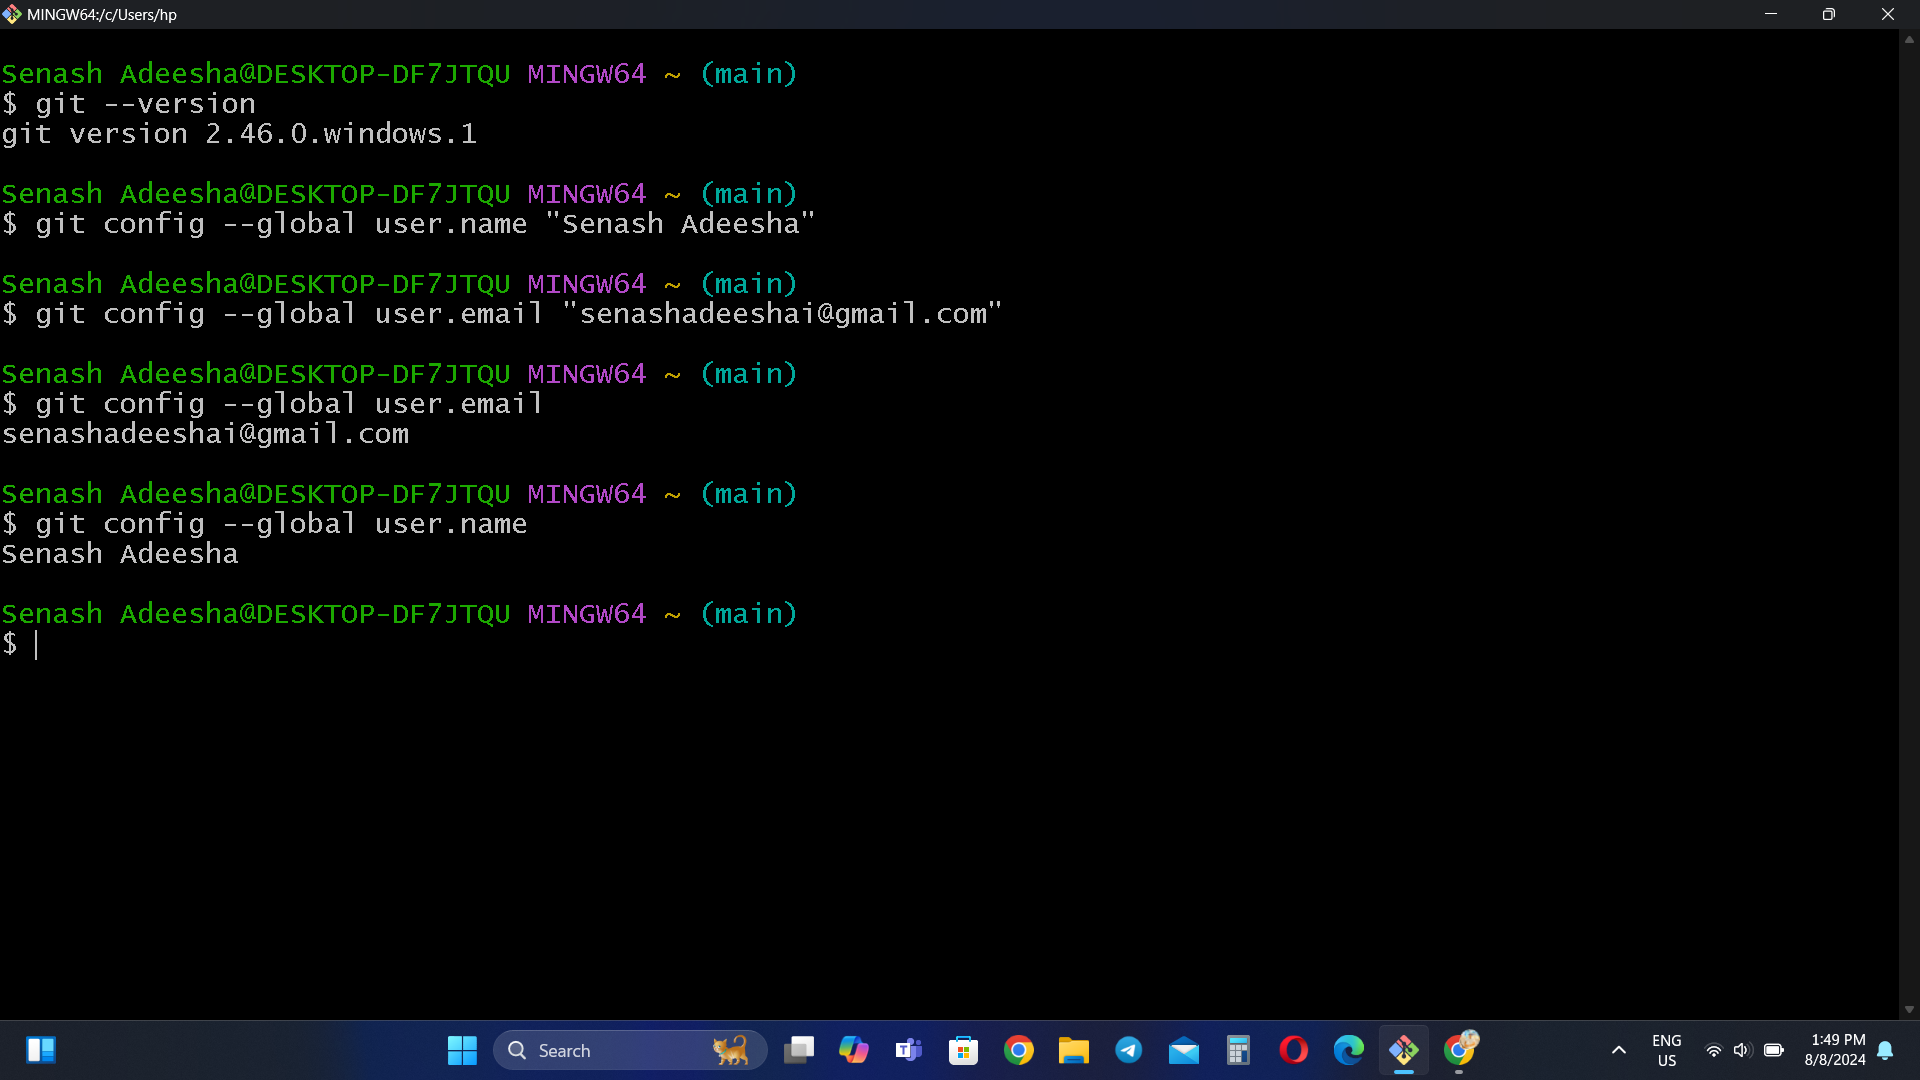 MINGW64:/c/Users/hp
Senash Adeesha@DESKTOP-DF7JTQU MINGW64 ~ (main)
$ git --version
git version 2.46.0.windows.1
Senash Adeesha@DESKTOP-DF7JTQU MINGW64 ~ (main)
$ git config --global user.name "Senash Adeesha"
Senash Adeesha@DESKTOP-DF7JTQU MINGW64 ~ (main)
$ git config --global user.email "senashadeeshai@gmail.com"
Senash Adeesha@DESKTOP-DF7JTQU MINGW64 ~ (main)
$ git config --global user.email
senashadeeshai@gmail.com
Senash Adeesha@DESKTOP-DF7JTQU MINGW64 ~ (main)
$ git config --global user.name
Senash Adeesha
Senash Adeesha@DESKTOP-DF7JTQU MINGW64 ~ (main)
$
Search
ENG
US
1:49 PM
8/8/2024